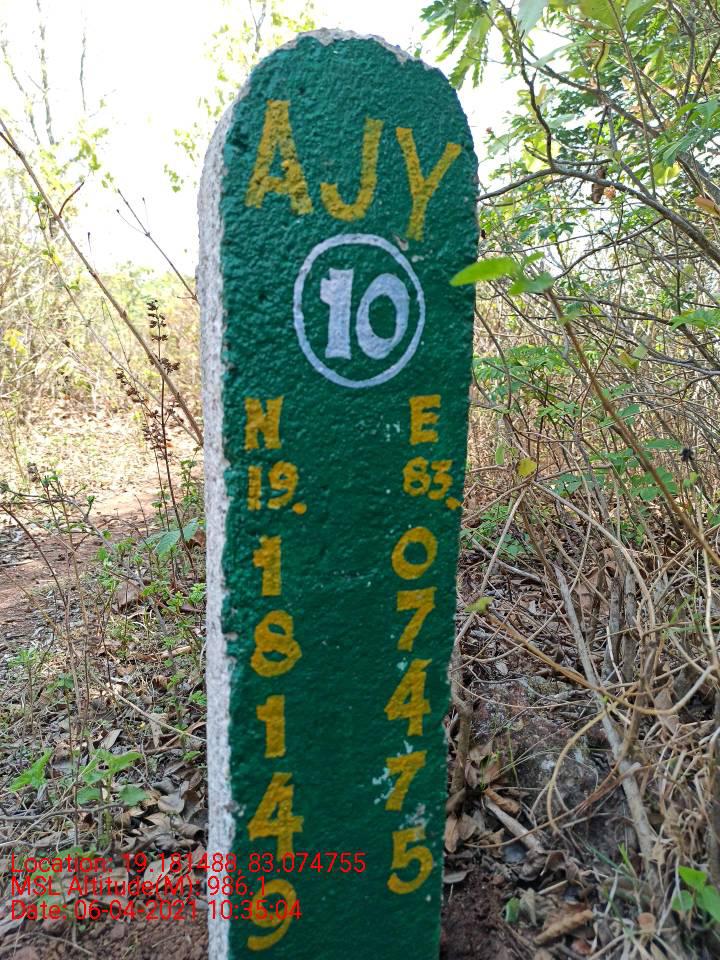 AJY
10
N E
19. 83.
1 0
8 7
1 4
4 7
9 5
Location: 19.181488, 83.074755
MSL Altitude(M): 986.1
Date: 06-04-2021 10:35:04